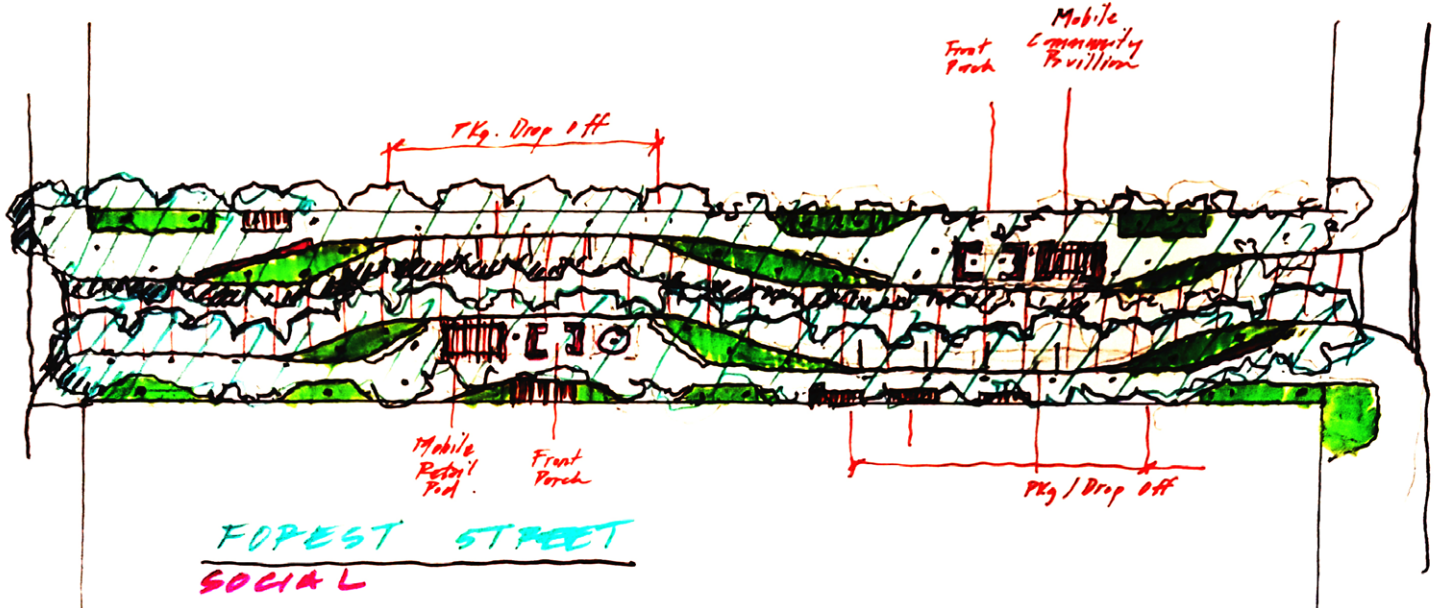 Mobile
Community
Pavillion
Front
Porch
Pkg. Drop Off
Mobile
Retail
Pod.
Front
Porch
Pkg / Drop Off
FOREST STREET
SOCIAL